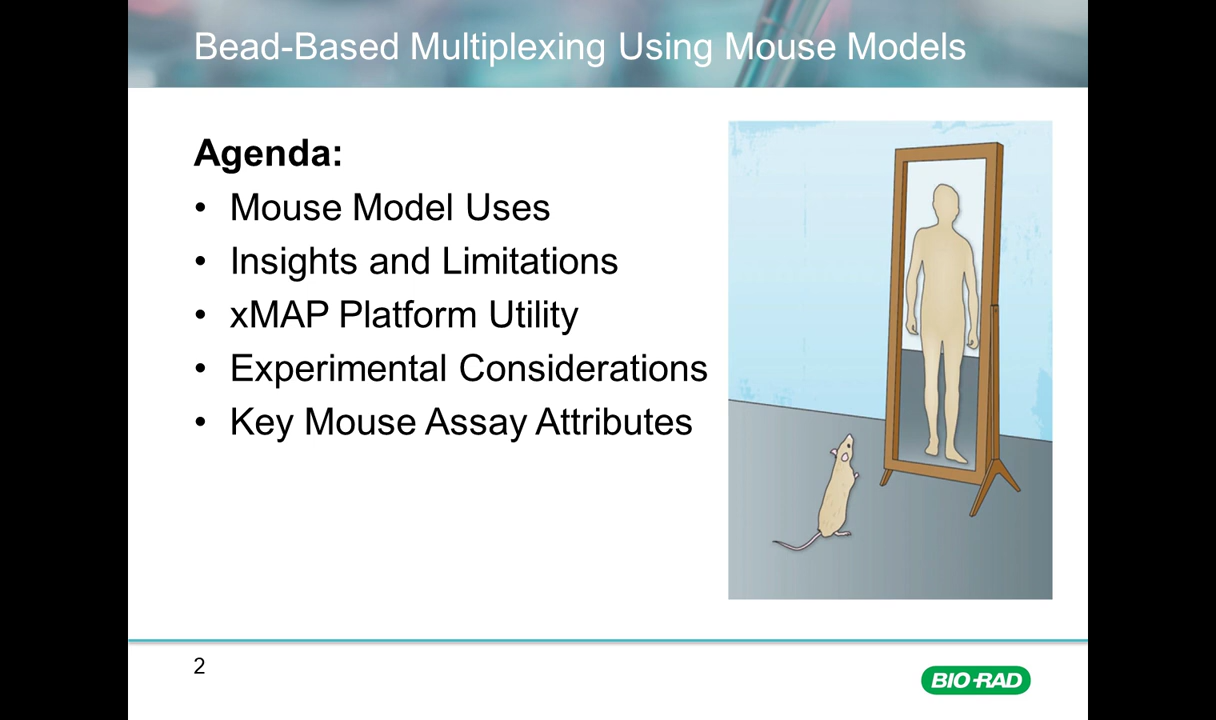 Bead-Based Multiplexing Using Mouse Models
Agenda:
• Mouse Model Uses
• Insights and Limitations
• xMAP Platform Utility
• Experimental Considerations
• Key Mouse Assay Attributes
2
BIO-RAD